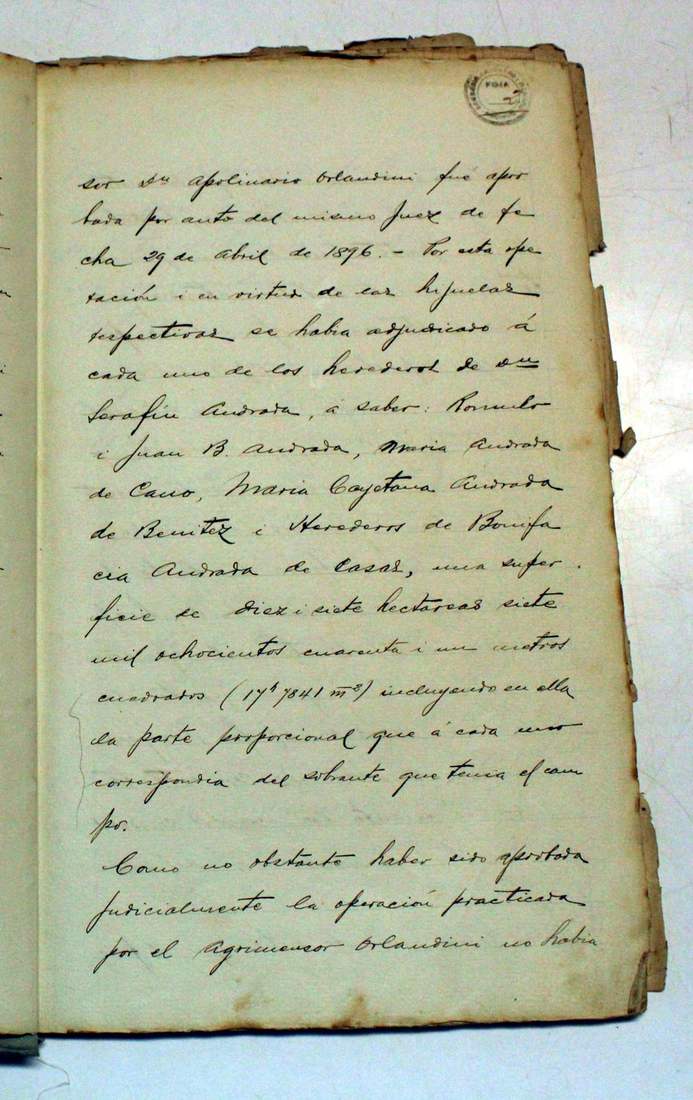 FOJA
sor Dn Apolinario Orlandini fué apro
bada por auto del mismo Juez de fe
cha 29 de Abril de 1896. - Por esta ope
ración i en virtud de las hijuelas
respectivas se habia adjudicado á
cada uno de los herederos de Dn
Serafin Andrada, á saber: Romulo
i Juan B. Andrada, Maria Andrada
de Cano, Maria Cayetana Andrada
de Benitez i Herederos de Bonifa
cia Andrada de Casas, una super
ficie se diez i siete hectareas siete
mil ochocientos cuarenta i un metros
cuadrados (17h 7841 m2) incluyendo en ella
la parte proporcional que á cada uno
correspondia del sobrante que tenia el cam
po.
Como no obstante haber sido aprobada
judicialmente la operación practicada
por el Agrimensor Orlandini no habia